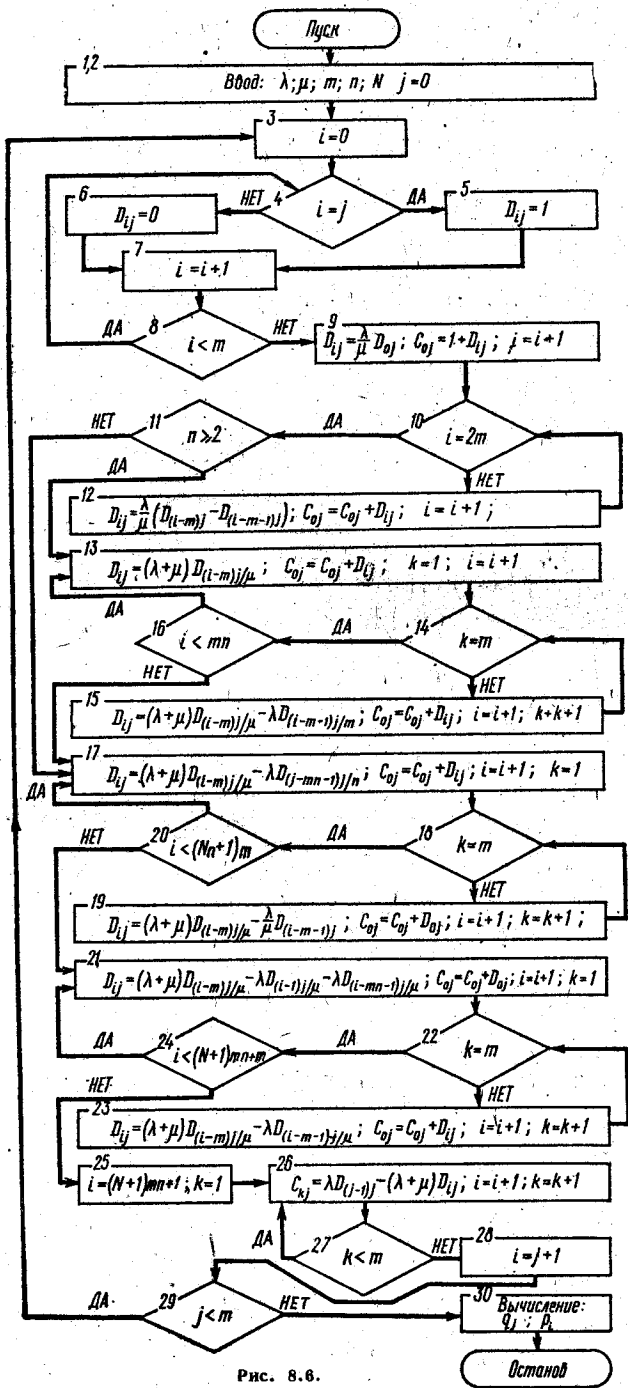 Пуск
1,2
Ввод: λ; μ; m; n; N j=0
3
i=0
4
i=j
НЕТ
ДА
6
D_ij=0
5
D_ij=1
7
i=i+1
8
i<m
ДА
НЕТ
9
D_ij=λ/μ D_oj; C_oj=1+D_ij; j=i+1
10
i=2m
ДА
НЕТ
11
n≥2
НЕТ
ДА
12
D_ij=λ/μ(D_(i-m)j-D_(i-m-1)j); C_oj=C_oj+D_ij; i=i+1;
13
D_ij=(λ+μ)D_(i-m)j/μ; C_oj=C_oj+D_ij; k=1; i=i+1
ДА
16
i<mn
ДА
14
k=m
НЕТ
НЕТ
15
D_ij=(λ+μ)D_(i-m)j/μ-λD_(i-m-1)j/m; C_oj=C_oj+D_ij; i=i+1; k+k+1
17
D_ij=(λ+μ)D_(i-m)j/μ-λD_(j-mn-1)j/n; C_oj=C_oj+D_ij; i=i+1; k=1
ДА
20
i<(Nn+1)m
НЕТ
ДА
18
k=m
НЕТ
19
D_ij=(λ+μ)D_(i-m)j/μ-λ/μ D_(i-m-1)j; C_oj=C_oj+D_oj; i=i+1; k=k+1;
21
D_ij=(λ+μ)D_(i-m)j/μ-λD_(i-1)j/μ-λD_(i-mn-1)j/μ; C_oj=C_oj+D_oj; i=i+1; k=1
24
i<(N+1)mn+m
ДА
ДА
22
k=m
НЕТ
НЕТ
23
D_ij=(λ+μ)D_(i-m)j/μ-λD_(i-m-1)j/μ; C_oj=C_oj+D_ij; i=i+1; k=k+1
25
i=(N+1)mn+1; k=1
26
C_kj=λD_(j-1)j-(λ+μ)D_ij; i=i+1; k=k+1
27
k<m
ДА
НЕТ
28
i=j+1
29
j<m
ДА
НЕТ
30
Вычисление:
q_j; p_i
Останов
Рис. 8.6.